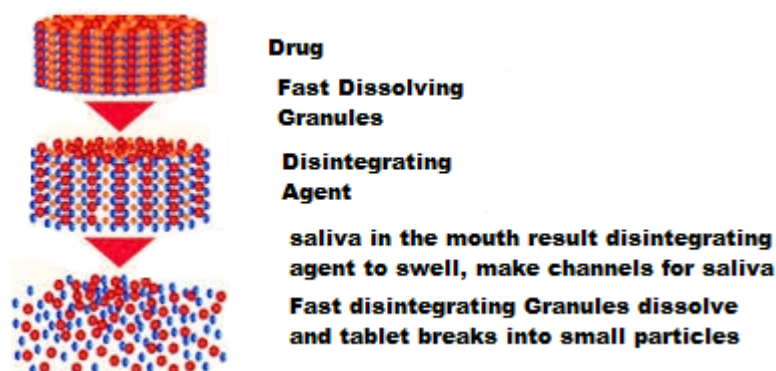 Drug
Fast Dissolving
Granules
Disintegrating
Agent
saliva in the mouth result disintegrating
agent to swell, make channels for saliva
Fast disintegrating Granules dissolve
and tablet breaks into small particles